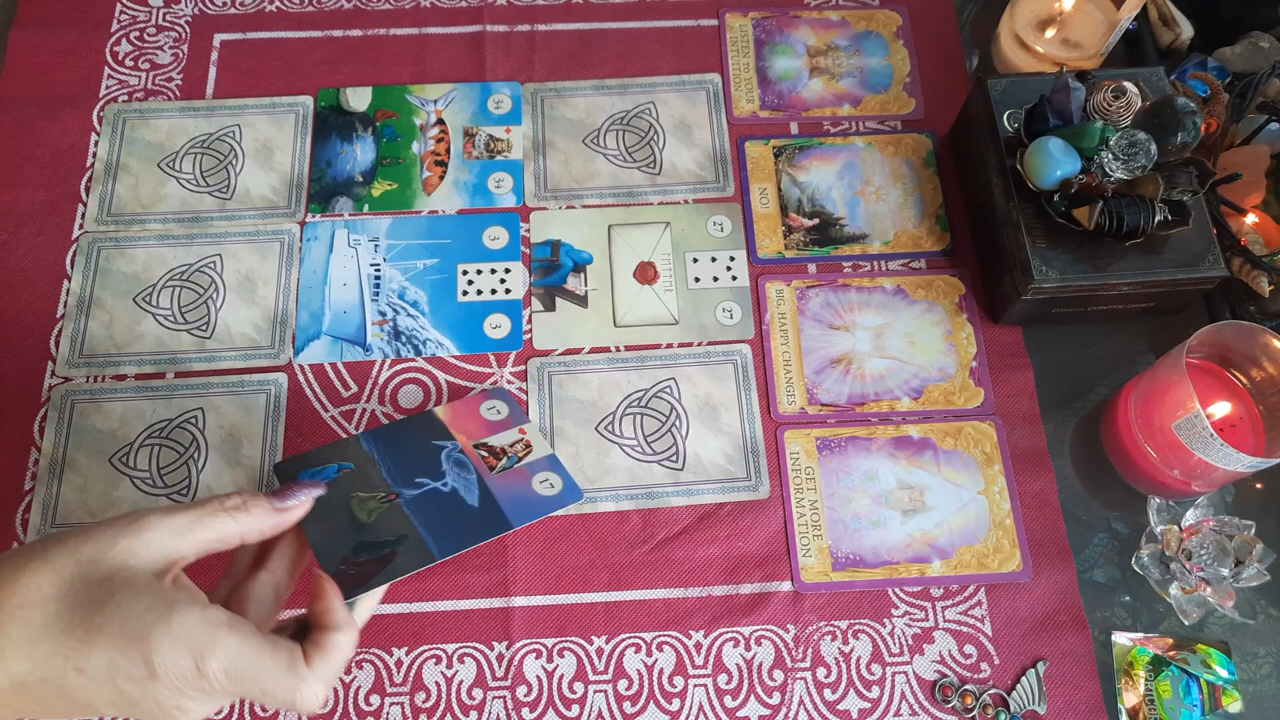 LISTEN TO YOUR
INTUITION
NO!
BIG, HAPPY CHANGES
GET MORE
INFORMATION
34
34
3
3
27
27
17
17